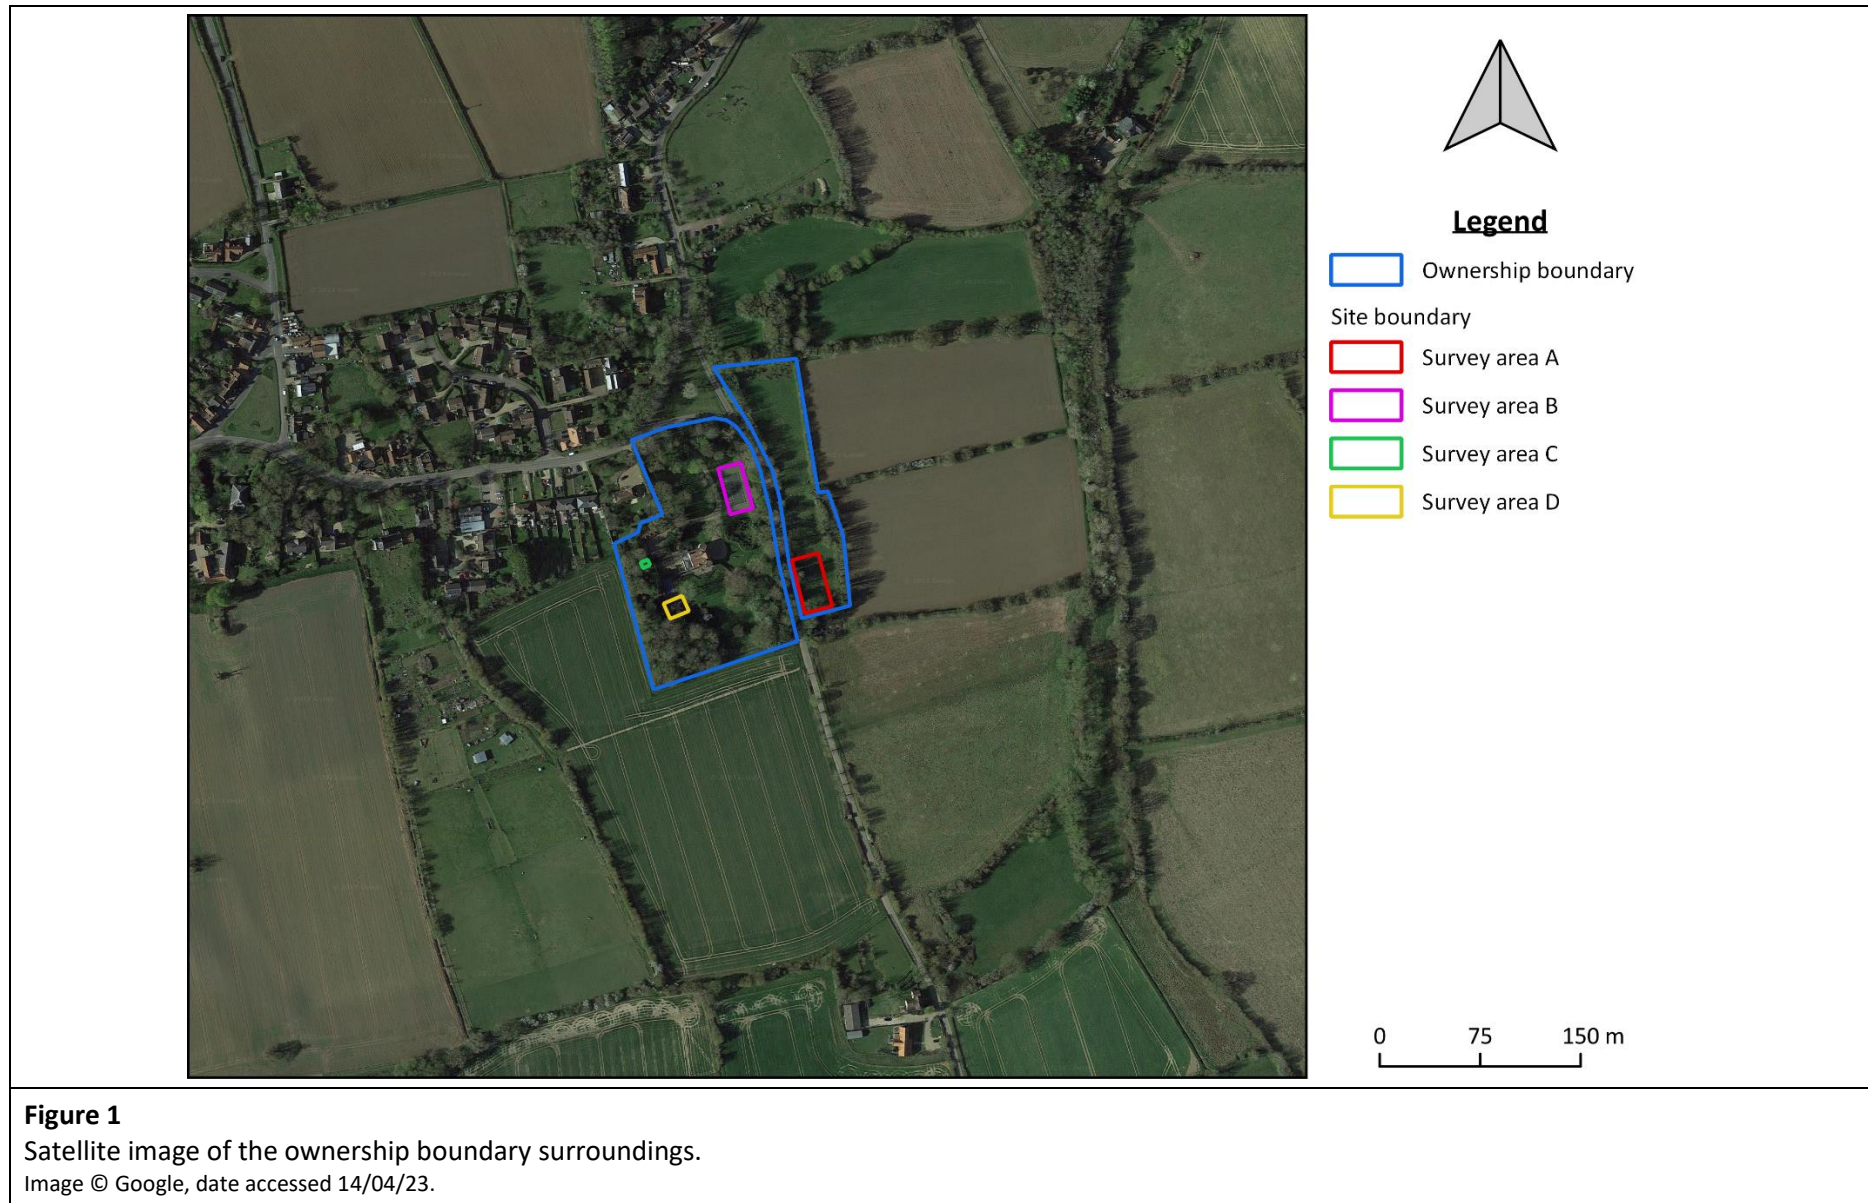 Legend
Ownership boundary
Site boundary
Survey area A
Survey area B
Survey area C
Survey area D
0 75 150 m
Figure 1
Satellite image of the ownership boundary surroundings.
Image © Google, date accessed 14/04/23.